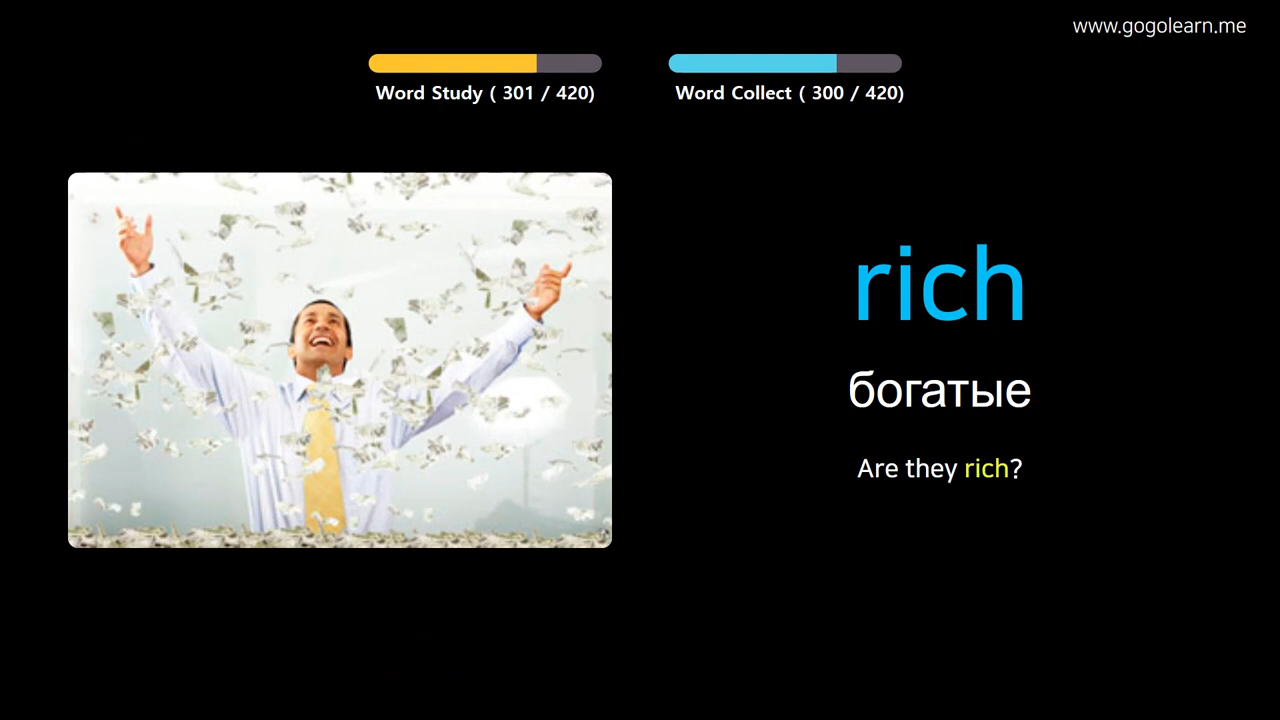 www.gogolearn.me
Word Study ( 301 / 420)
Word Collect ( 300 / 420)
rich
богатые
Are they rich?